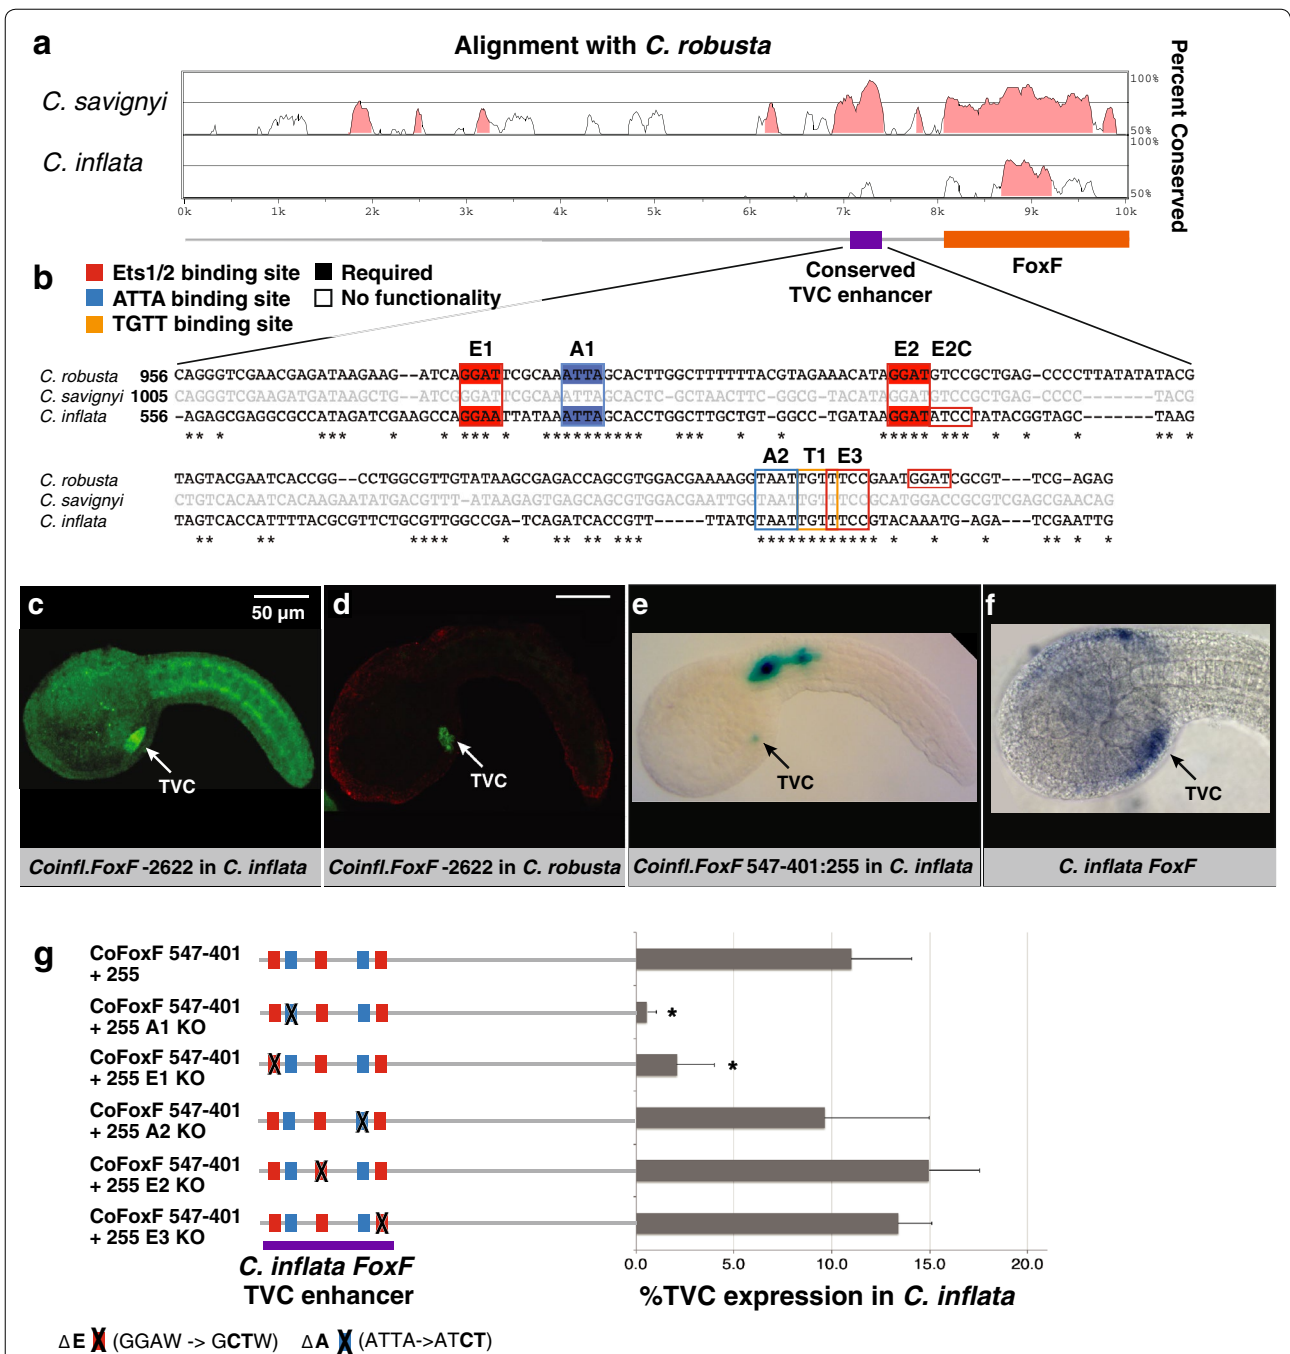 a
Alignment with C. robusta
C. savignyi
C. inflata
100%
50%
100%
50%
Percent Conserved
0k 1k 2k 3k 4k 5k 6k 7k 8k 9k 10k
Conserved
TVC enhancer
FoxF
b
Ets1/2 binding site
ATTA binding site
TGTT binding site
Required
No functionality
E1 A1 E2 E2C
C. robusta 956 CAGGGTCGAACGAGATAAGAAG--ATCAGGATTCGCAAATTAGCACTTGGCTTTTTTACGTAGAAACATAGGATGTCCGCTGAG-CCCCTTATATATACG
C. savignyi 1005 CAGGGTCGAAGATGATAAGCTG--ATCGGGATTCGCAAATTAGCACTC-GCTAACTTC-GGCG-TACATAGGATGTCCGCTGAG-CCCC------TACG
C. inflata 556 -AGAGCGAGGCGCCATAGATCGAAGCCAGGAATTATAAATTAGCACCTGGCTTGCTGT-GGCC-TGATAAGGATATCCTATACGGTAGC-------TAAG
A2 T1 E3
C. robusta TAGTACGAATCACCGG--CCTGGCGTTGTATAAGCGAGACCAGCGTGGACGAAAAGGTAATTGTTTCCGAATGGATCGCGT---TCG-AGAG
C. savignyi CTGTCACAATCACAAGAATATGACGTTT-ATAAGAGTGAGCGTGGACGAATTGGTAATTGTTTCCGCATGGACCGCGTCGAGCGAACAG
C. inflata TAGTCACCATTTTACGCGTTCTGCGTTGGCCGA-TCAGATCACCGTT-----TTATGTAATTGTTTCCGTACAAATG-AGA---TCGAATTG
c
50 µm
TVC
Coinfl.FoxF -2622 in C. inflata
d
TVC
Coinfl.FoxF -2622 in C. robusta
e
TVC
Coinfl.FoxF 547-401:255 in C. inflata
f
TVC
C. inflata FoxF
g
CoFoxF 547-401
+ 255
CoFoxF 547-401
+ 255 A1 KO
*
CoFoxF 547-401
+ 255 E1 KO
*
CoFoxF 547-401
+ 255 A2 KO
CoFoxF 547-401
+ 255 E2 KO
CoFoxF 547-401
+ 255 E3 KO
C. inflata FoxF
TVC enhancer
0.0 5.0 10.0 15.0 20.0
%TVC expression in C. inflata
ΔE X (GGAW -> GCTW) ΔA X (ATTA->ATCT)